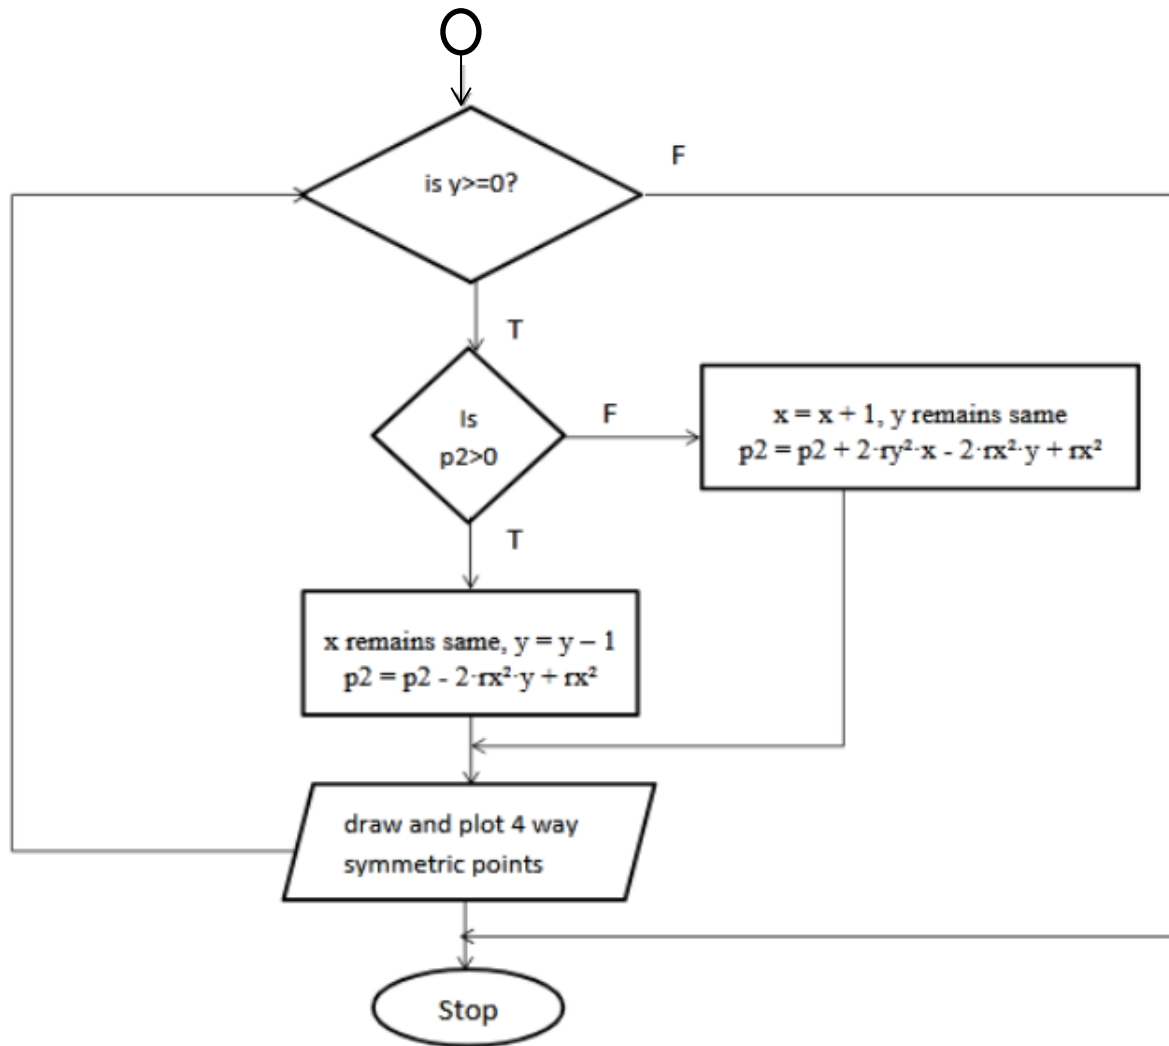 is y>=0?
F
T
Is
p2>0
F
x = x + 1, y remains same
p2 = p2 + 2·ry²·x - 2·rx²·y + rx²
T
x remains same, y = y – 1
p2 = p2 - 2·rx²·y + rx²
draw and plot 4 way
symmetric points
Stop